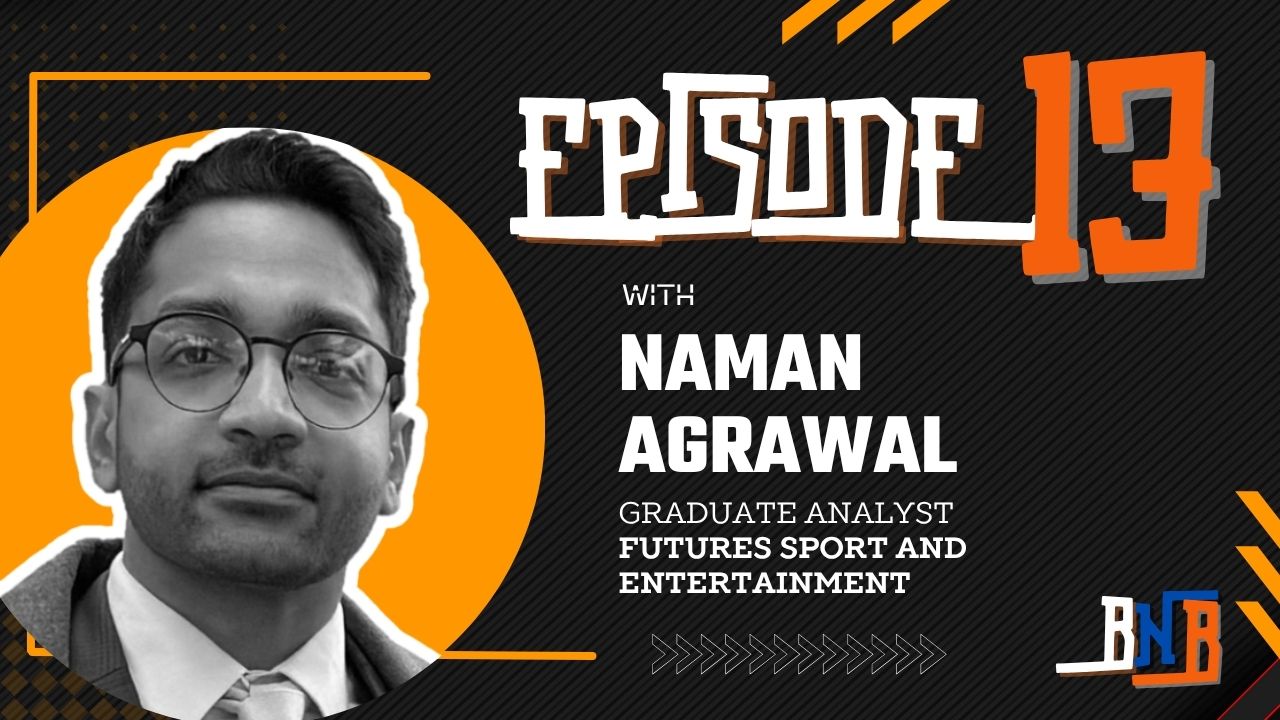 EPISODE 13
WITH
NAMAN
AGRAWAL
GRADUATE ANALYST
FUTURES SPORT AND
ENTERTAINMENT
BNB